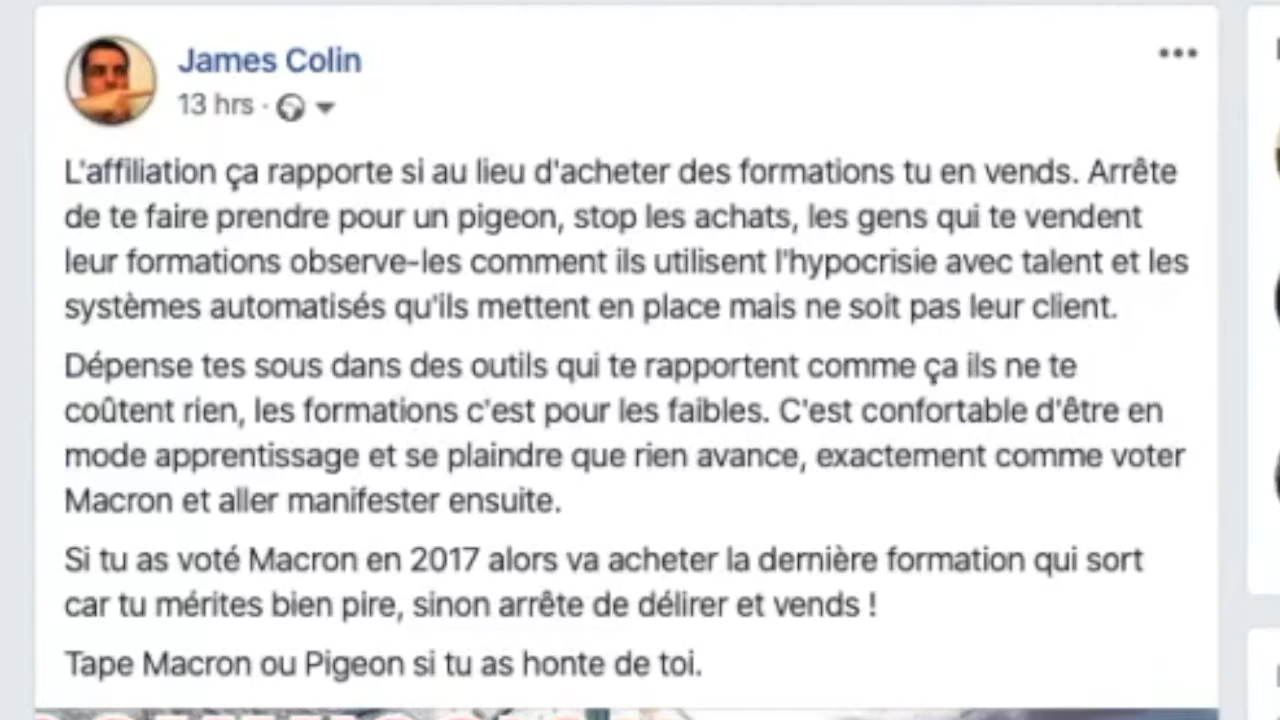 James Colin
13 hrs ·
L'affiliation ça rapporte si au lieu d'acheter des formations tu en vends. Arrête
de te faire prendre pour un pigeon, stop les achats, les gens qui te vendent
leur formations observe-les comment ils utilisent l'hypocrisie avec talent et les
systèmes automatisés qu'ils mettent en place mais ne soit pas leur client.
Dépense tes sous dans des outils qui te rapportent comme ça ils ne te
coûtent rien, les formations c'est pour les faibles. C'est confortable d'être en
mode apprentissage et se plaindre que rien avance, exactement comme voter
Macron et aller manifester ensuite.
Si tu as voté Macron en 2017 alors va acheter la dernière formation qui sort
car tu mérites bien pire, sinon arrête de délirer et vends !
Tape Macron ou Pigeon si tu as honte de toi.